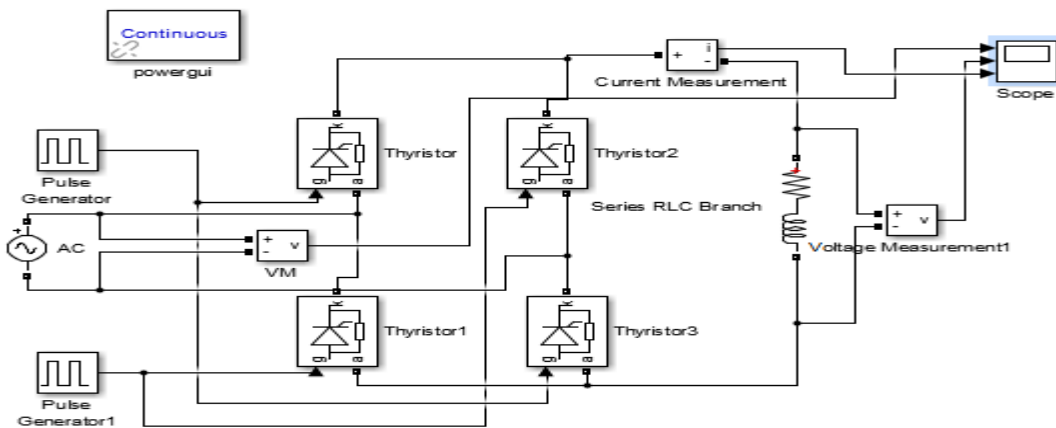 Continuous
powergui
+
i
-
Current Measurement
Scope
k
Thyristor
g
a
k
Thyristor2
g
a
Pulse
Generator
Series RLC Branch
+
AC
+
-
v
VM
+
-
v
Voltage Measurement1
k
Thyristor1
g
a
k
Thyristor3
g
a
Pulse
Generator1